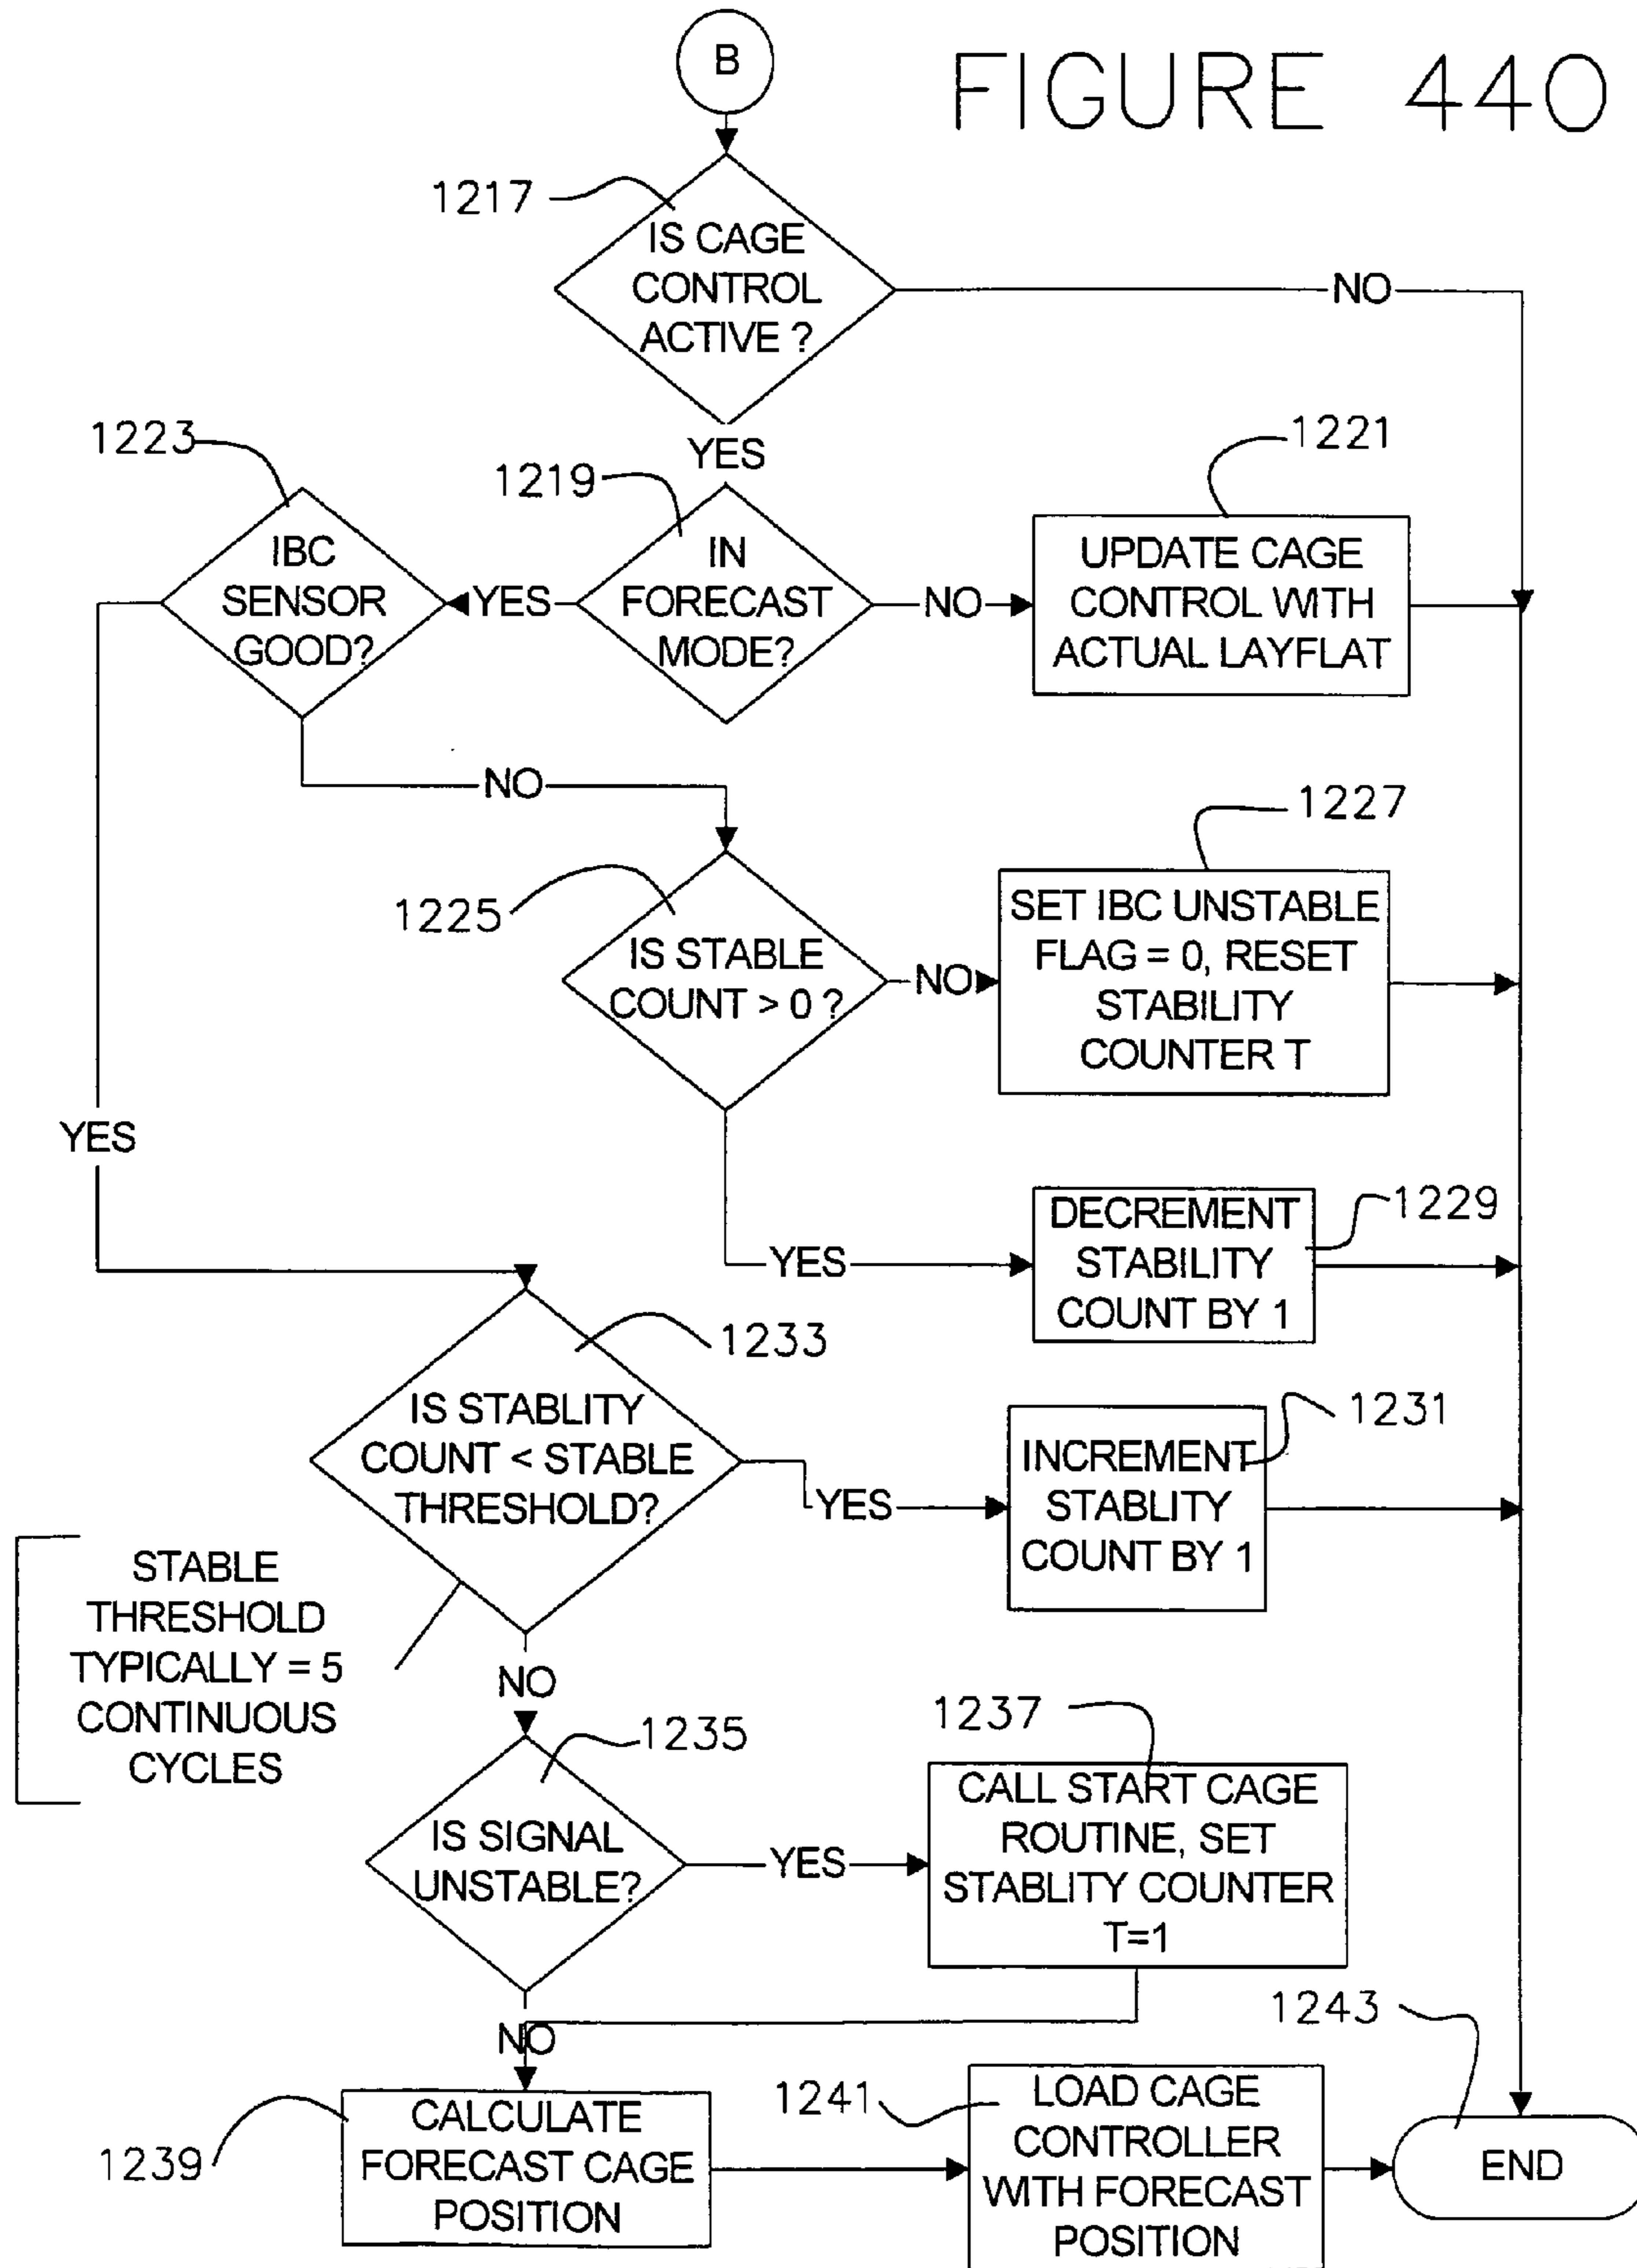 B
FIGURE 440
1217
IS CAGE
CONTROL
ACTIVE ?
NO
YES
1223
IBC
SENSOR
GOOD?
YES
1219
IN
FORECAST
MODE?
NO
1221
UPDATE CAGE
CONTROL WITH
ACTUAL LAYFLAT
NO
1225
IS STABLE
COUNT > 0 ?
NO
1227
SET IBC UNSTABLE
FLAG = 0, RESET
STABILITY
COUNTER T
YES
YES
1229
DECREMENT
STABILITY
COUNT BY 1
1233
IS STABLITY
COUNT < STABLE
THRESHOLD?
YES
1231
INCREMENT
STABLITY
COUNT BY 1
STABLE
THRESHOLD
TYPICALLY = 5
CONTINUOUS
CYCLES
NO
1235
IS SIGNAL
UNSTABLE?
YES
1237
CALL START CAGE
ROUTINE, SET
STABLITY COUNTER
T=1
NO
1239
CALCULATE
FORECAST CAGE
POSITION
1241
LOAD CAGE
CONTROLLER
WITH FORECAST
POSITION
1243
END